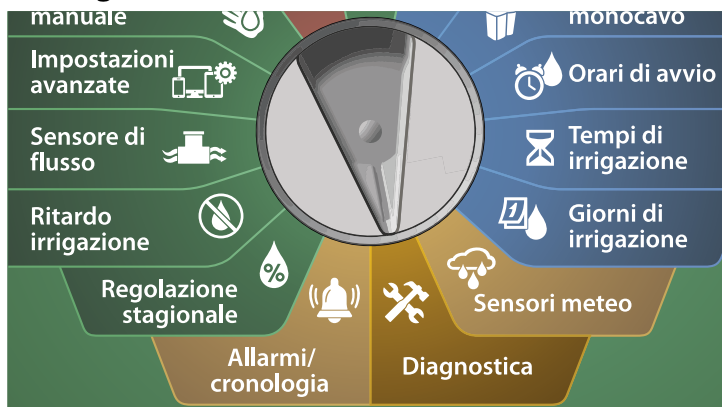 manuale
monocavo
Impostazioni
avanzate
Orari di avvio
Sensore di
flusso
Tempi di
irrigazione
Ritardo
irrigazione
1
Giorni di
irrigazione
%
Regolazione
stagionale
Sensori meteo
Allarmi/
cronologia
Diagnostica